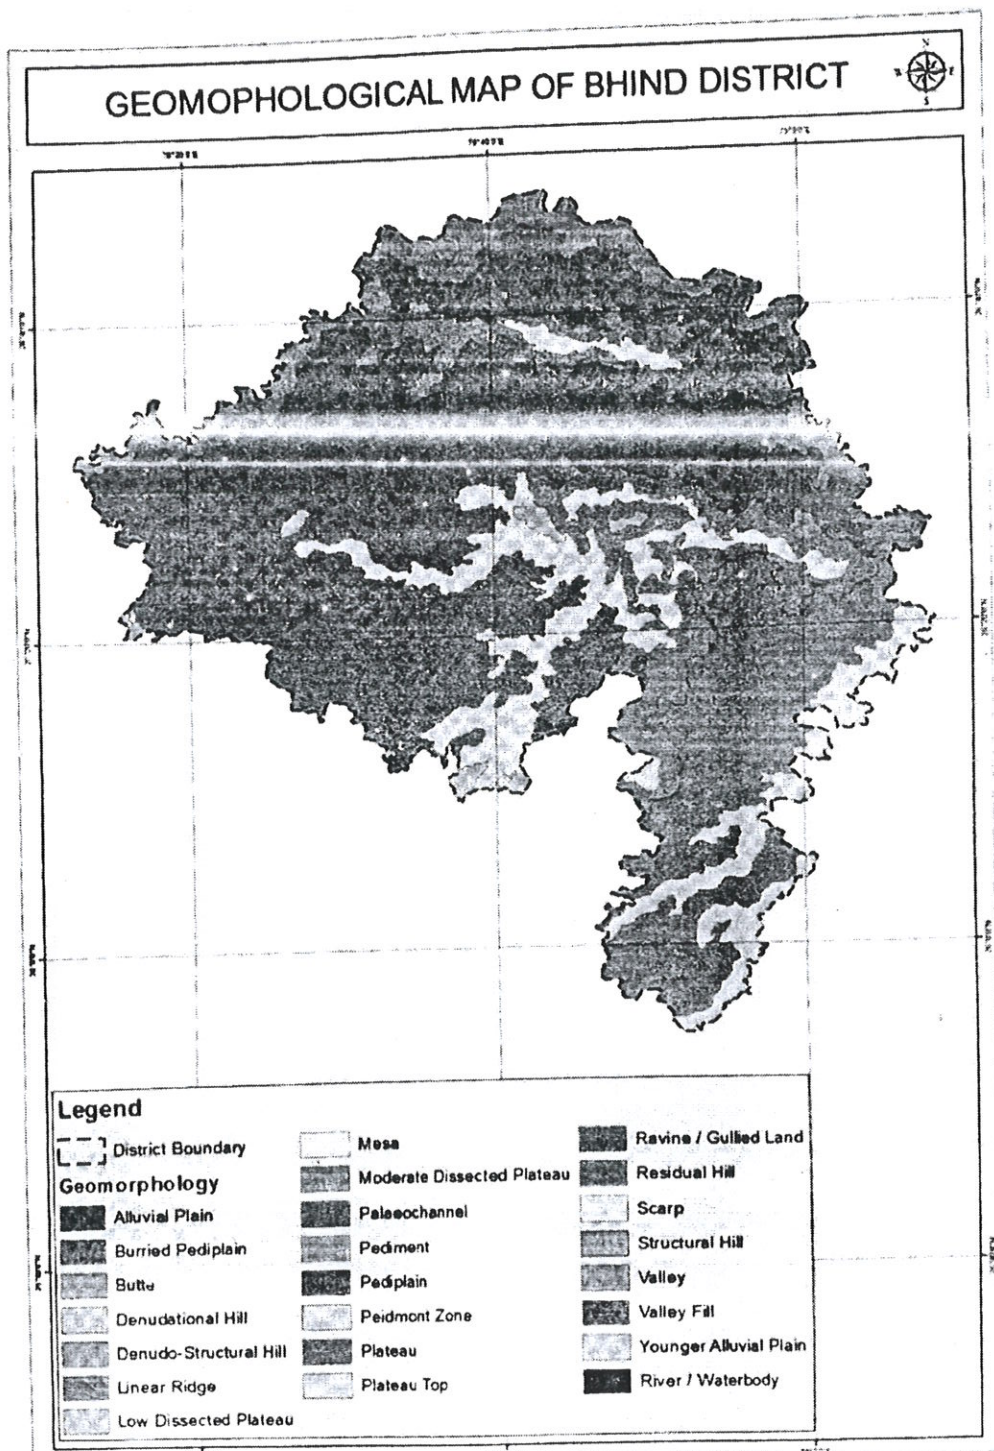 GEOMOPHOLOGICAL MAP OF BHIND DISTRICT
N
E
S
Legend
District Boundary
Geomorphology
Alluvial Plain
Burried Pediplain
Butte
Denudational Hill
Denudo-Structural Hill
Linear Ridge
Low Dissected Plateau
Mesa
Moderate Dissected Plateau
Palaeochannel
Pediment
Pediplain
Peidmont Zone
Plateau
Plateau Top
Ravine / Gullied Land
Residual Hill
Scarp
Structural Hill
Valley
Valley Fill
Younger Alluvial Plain
River / Waterbody